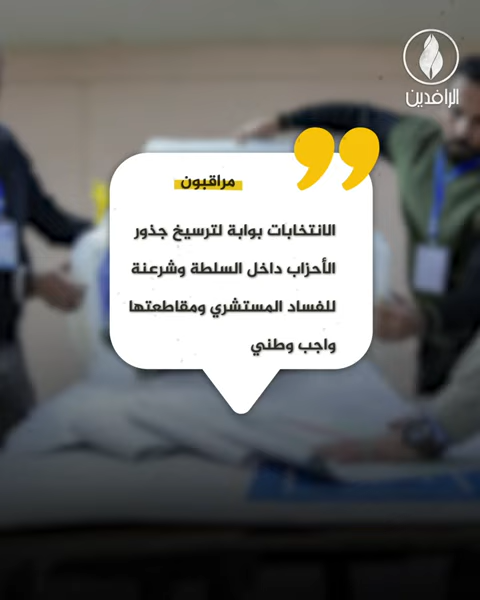 الرافدين
مراقبون
الانتخابات بوابة لترسيخ جذور
الأحزاب داخل السلطة وشرعنة
للفساد المستشري ومقاطعتها
واجب وطني